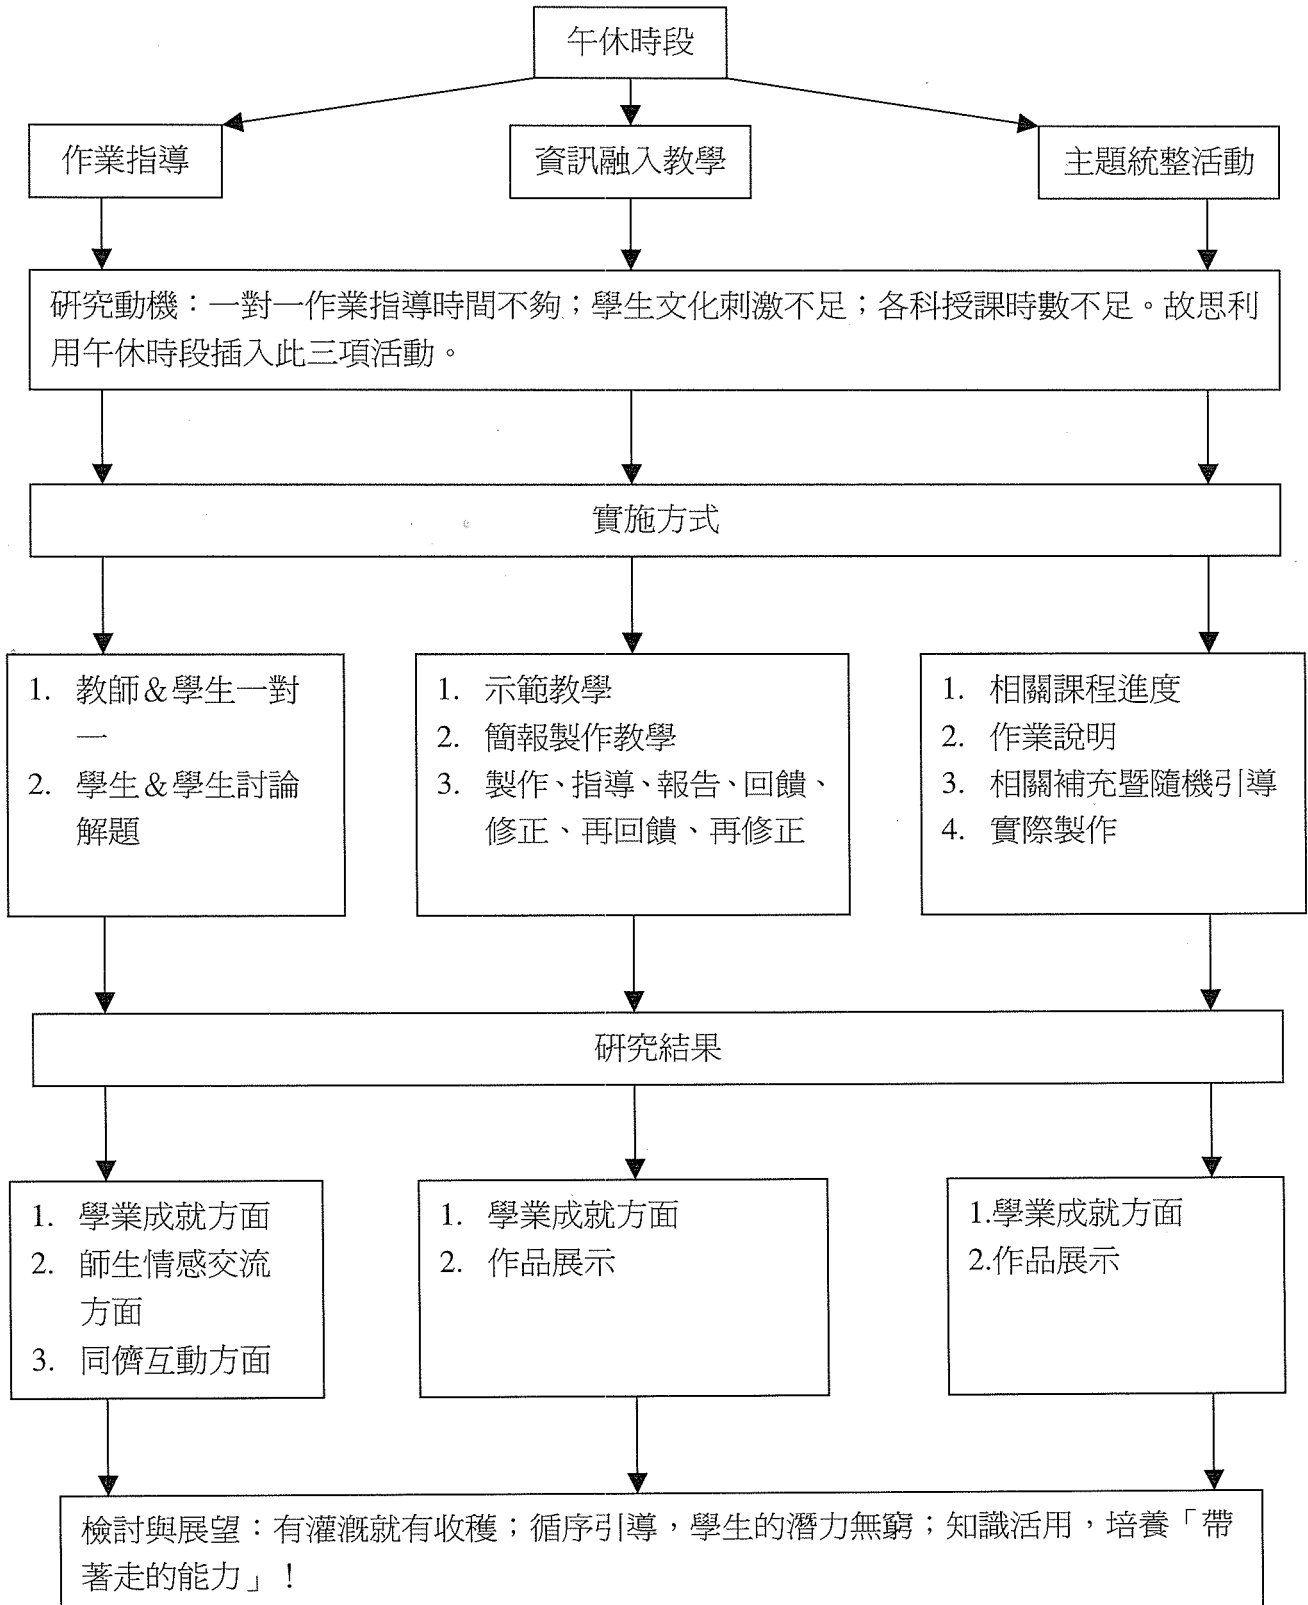 午休時段
作業指導
資訊融入教學
主題統整活動
研究動機：一對一作業指導時間不夠；學生文化刺激不足；各科授課時數不足。故思利
用午休時段插入此三項活動。
實施方式
1. 教師＆學生一對
一
2. 學生＆學生討論
解題
1. 示範教學
2. 簡報製作教學
3. 製作、指導、報告、回饋、
修正、再回饋、再修正
1. 相關課程進度
2. 作業說明
3. 相關補充暨隨機引導
4. 實際製作
研究結果
1. 學業成就方面
2. 師生情感交流
方面
3. 同儕互動方面
1. 學業成就方面
2. 作品展示
1.學業成就方面
2.作品展示
檢討與展望：有灌溉就有收穫；循序引導，學生的潛力無窮；知識活用，培養「帶
著走的能力」！